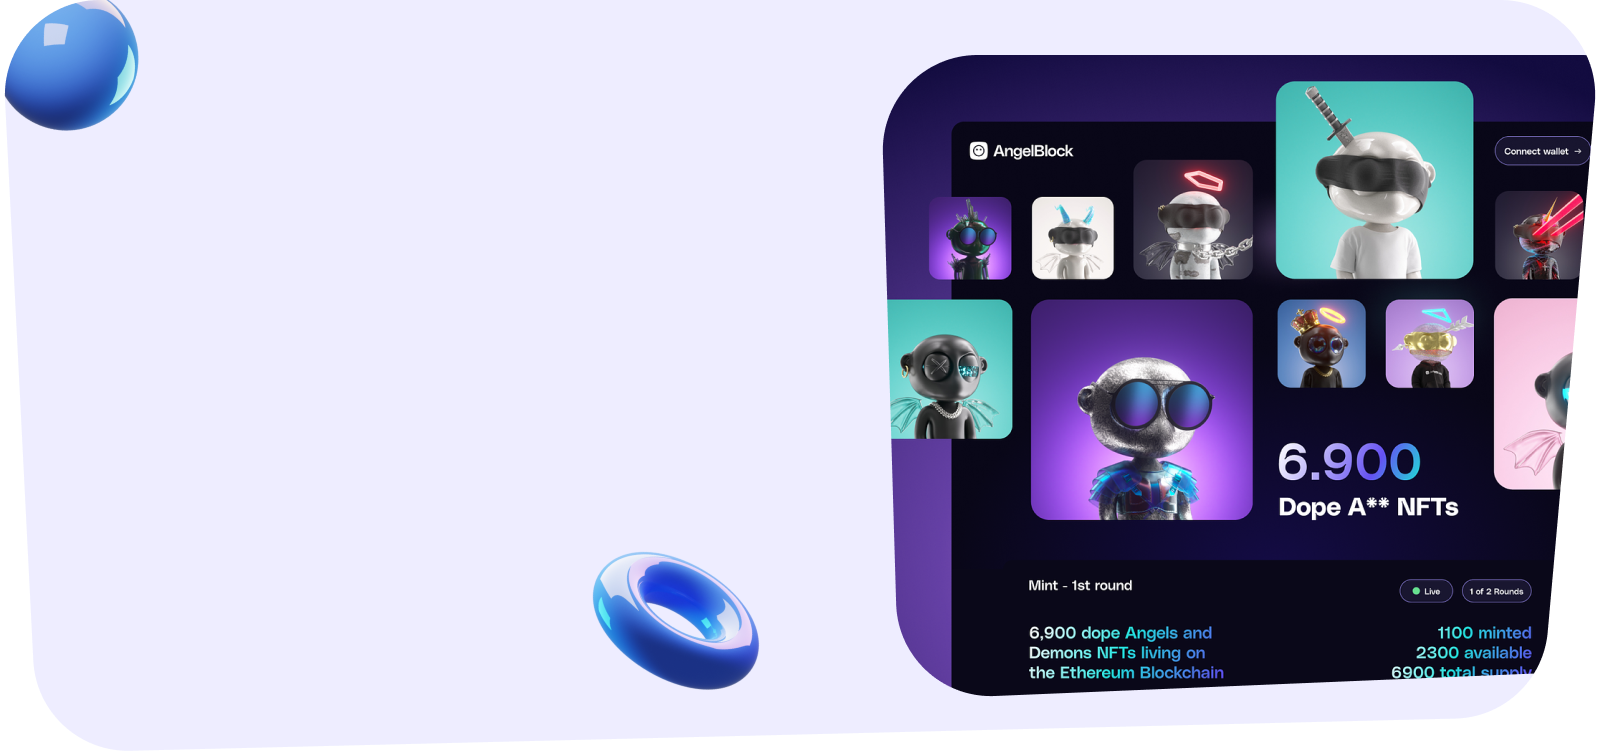 AngelBlock
Connect wallet →
6.900
Dope A** NFTs
Mint - 1st round
Live
1 of 2 Rounds
6,900 dope Angels and
Demons NFTs living on
the Ethereum Blockchain
1100 minted
2300 available
6900 total supply